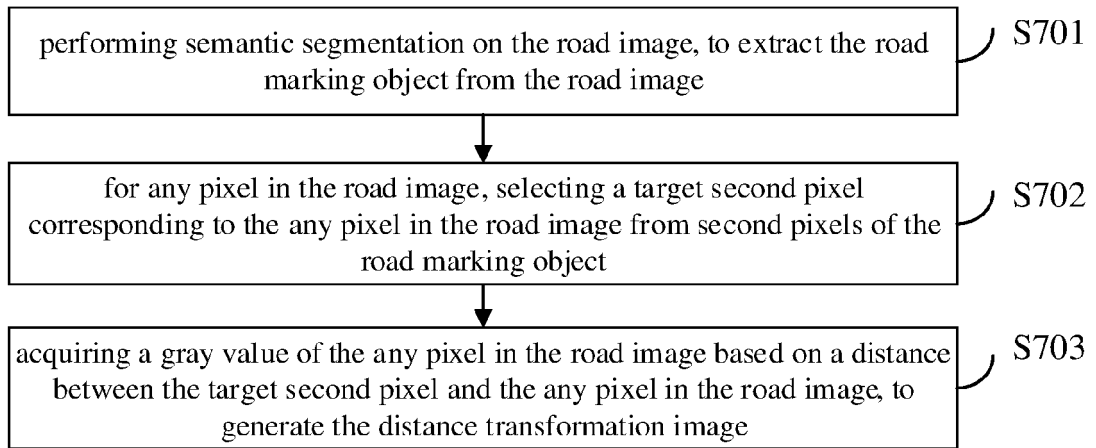 performing semantic segmentation on the road image, to extract the road
marking object from the road image
S701
for any pixel in the road image, selecting a target second pixel
corresponding to the any pixel in the road image from second pixels of the
road marking object
S702
acquiring a gray value of the any pixel in the road image based on a distance
between the target second pixel and the any pixel in the road image, to
generate the distance transformation image
S703